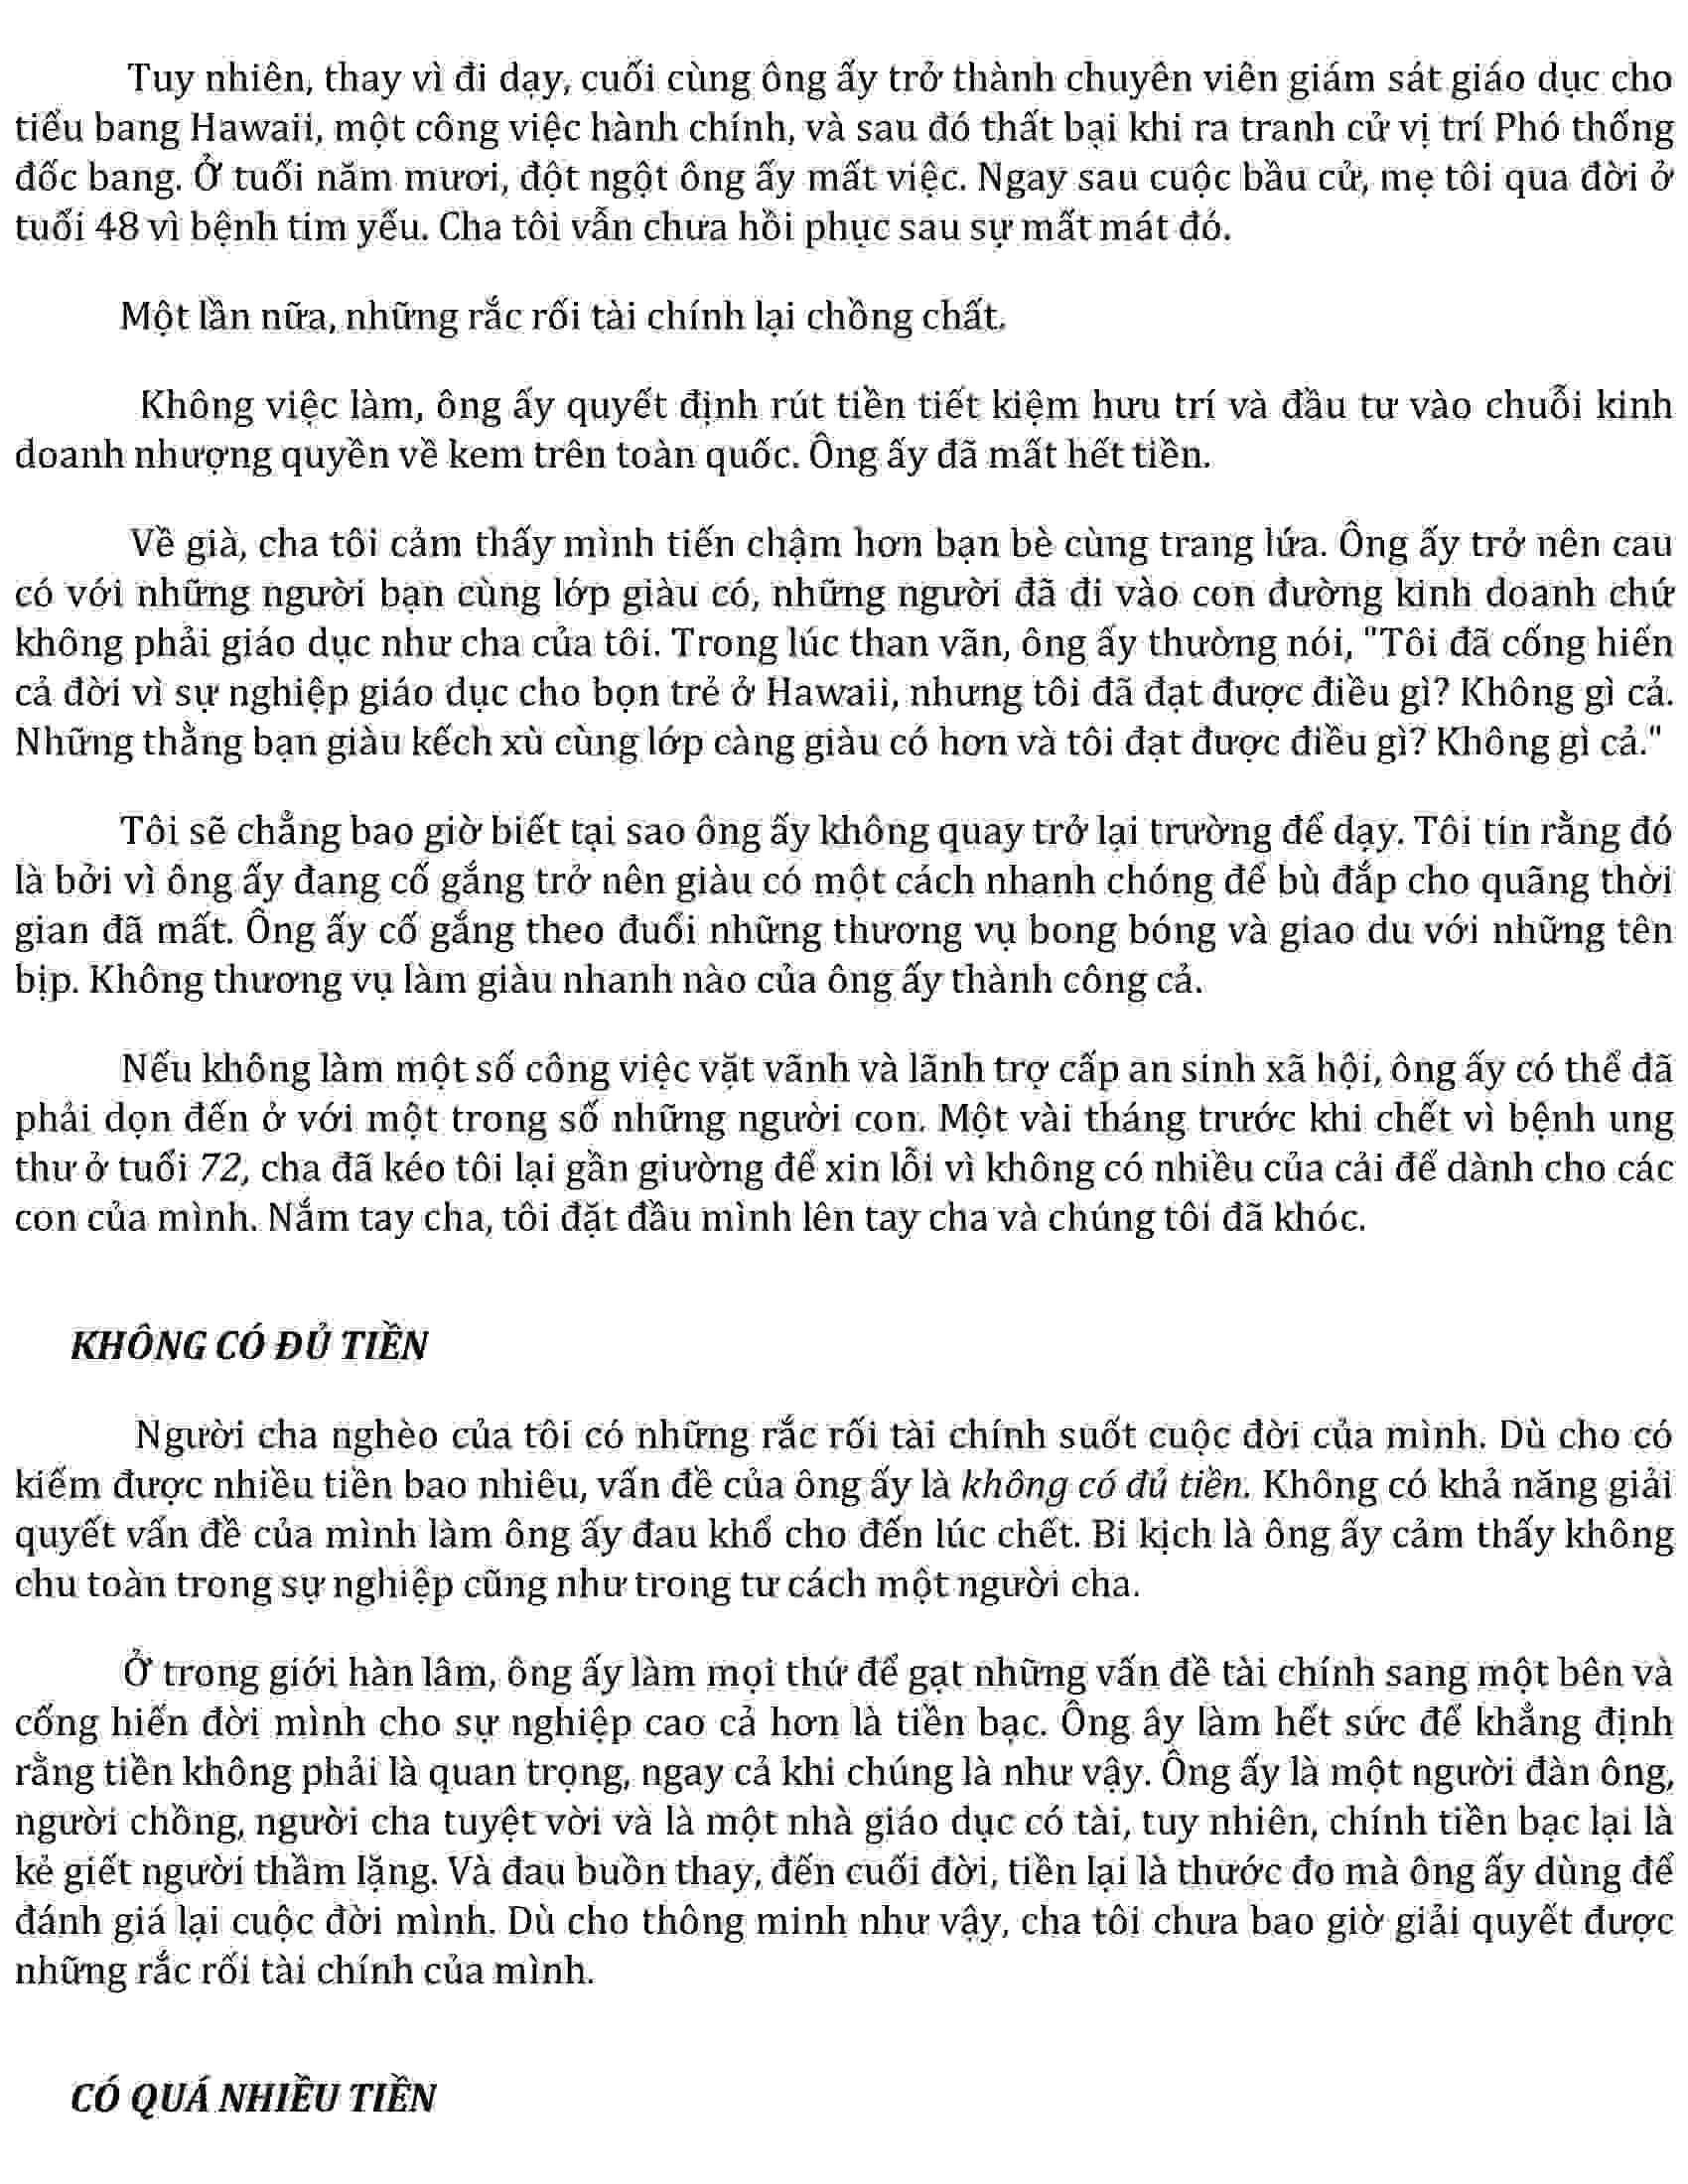 Tuy nhiên, thay vì đi dạy, cuối cùng ông ấy trở thành chuyên viên giám sát giáo dục cho
tiểu bang Hawaii, một công việc hành chính, và sau đó thất bại khi ra tranh cử vị trí Phó thống
đốc bang. Ở tuổi năm mươi, đột ngột ông ấy mất việc. Ngay sau cuộc bầu cử, mẹ tôi qua đời ở
tuổi 48 vì bệnh tim yếu. Cha tôi vẫn chưa hồi phục sau sự mất mát đó.
Một lần nữa, những rắc rối tài chính lại chồng chất.
Không việc làm, ông ấy quyết định rút tiền tiết kiệm hưu trí và đầu tư vào chuỗi kinh
doanh nhượng quyền về kem trên toàn quốc. Ông ấy đã mất hết tiền.
Về già, cha tôi cảm thấy mình tiến chậm hơn bạn bè cùng trang lứa. Ông ấy trở nên cau
có với những người bạn cùng lớp giàu có, những người đã đi vào con đường kinh doanh chứ
không phải giáo dục như cha của tôi. Trong lúc than vãn, ông ấy thường nói, "Tôi đã cống hiến
cả đời vì sự nghiệp giáo dục cho bọn trẻ ở Hawaii, nhưng tôi đã đạt được điều gì? Không gì cả.
Những thằng bạn giàu kếch xù cùng lớp càng giàu có hơn và tôi đạt được điều gì? Không gì cả."
Tôi sẽ chẳng bao giờ biết tại sao ông ấy không quay trở lại trường để dạy. Tôi tin rằng đó
là bởi vì ông ấy đang cố gắng trở nên giàu có một cách nhanh chóng để bù đắp cho quãng thời
gian đã mất. Ông ấy cố gắng theo đuổi những thương vụ bong bóng và giao du với những tên
bịp. Không thương vụ làm giàu nhanh nào của ông ấy thành công cả.
Nếu không làm một số công việc vặt vãnh và lãnh trợ cấp an sinh xã hội, ông ấy có thể đã
phải dọn đến ở với một trong số những người con. Một vài tháng trước khi chết vì bệnh ung
thư ở tuổi 72, cha đã kéo tôi lại gần giường để xin lỗi vì không có nhiều của cải để dành cho các
con của mình. Nắm tay cha, tôi đặt đầu mình lên tay cha và chúng tôi đã khóc.
KHÔNG CÓ ĐỦ TIỀN
Người cha nghèo của tôi có những rắc rối tài chính suốt cuộc đời của mình. Dù cho có
kiếm được nhiều tiền bao nhiêu, vấn đề của ông ấy là không có đủ tiền. Không có khả năng giải
quyết vấn đề của mình làm ông ấy đau khổ cho đến lúc chết. Bi kịch là ông ấy cảm thấy không
chu toàn trong sự nghiệp cũng như trong tư cách một người cha.
Ở trong giới hàn lâm, ông ấy làm mọi thứ để gạt những vấn đề tài chính sang một bên và
cống hiến đời mình cho sự nghiệp cao cả hơn là tiền bạc. Ông ây làm hết sức để khẳng định
rằng tiền không phải là quan trọng, ngay cả khi chúng là như vậy. Ông ấy là một người đàn ông,
người chồng, người cha tuyệt vời và là một nhà giáo dục có tài, tuy nhiên, chính tiền bạc lại là
kẻ giết người thầm lặng. Và đau buồn thay, đến cuối đời, tiền lại là thước đo mà ông ấy dùng để
đánh giá lại cuộc đời mình. Dù cho thông minh như vậy, cha tôi chưa bao giờ giải quyết được
những rắc rối tài chính của mình.
CÓ QUÁ NHIỀU TIỀN